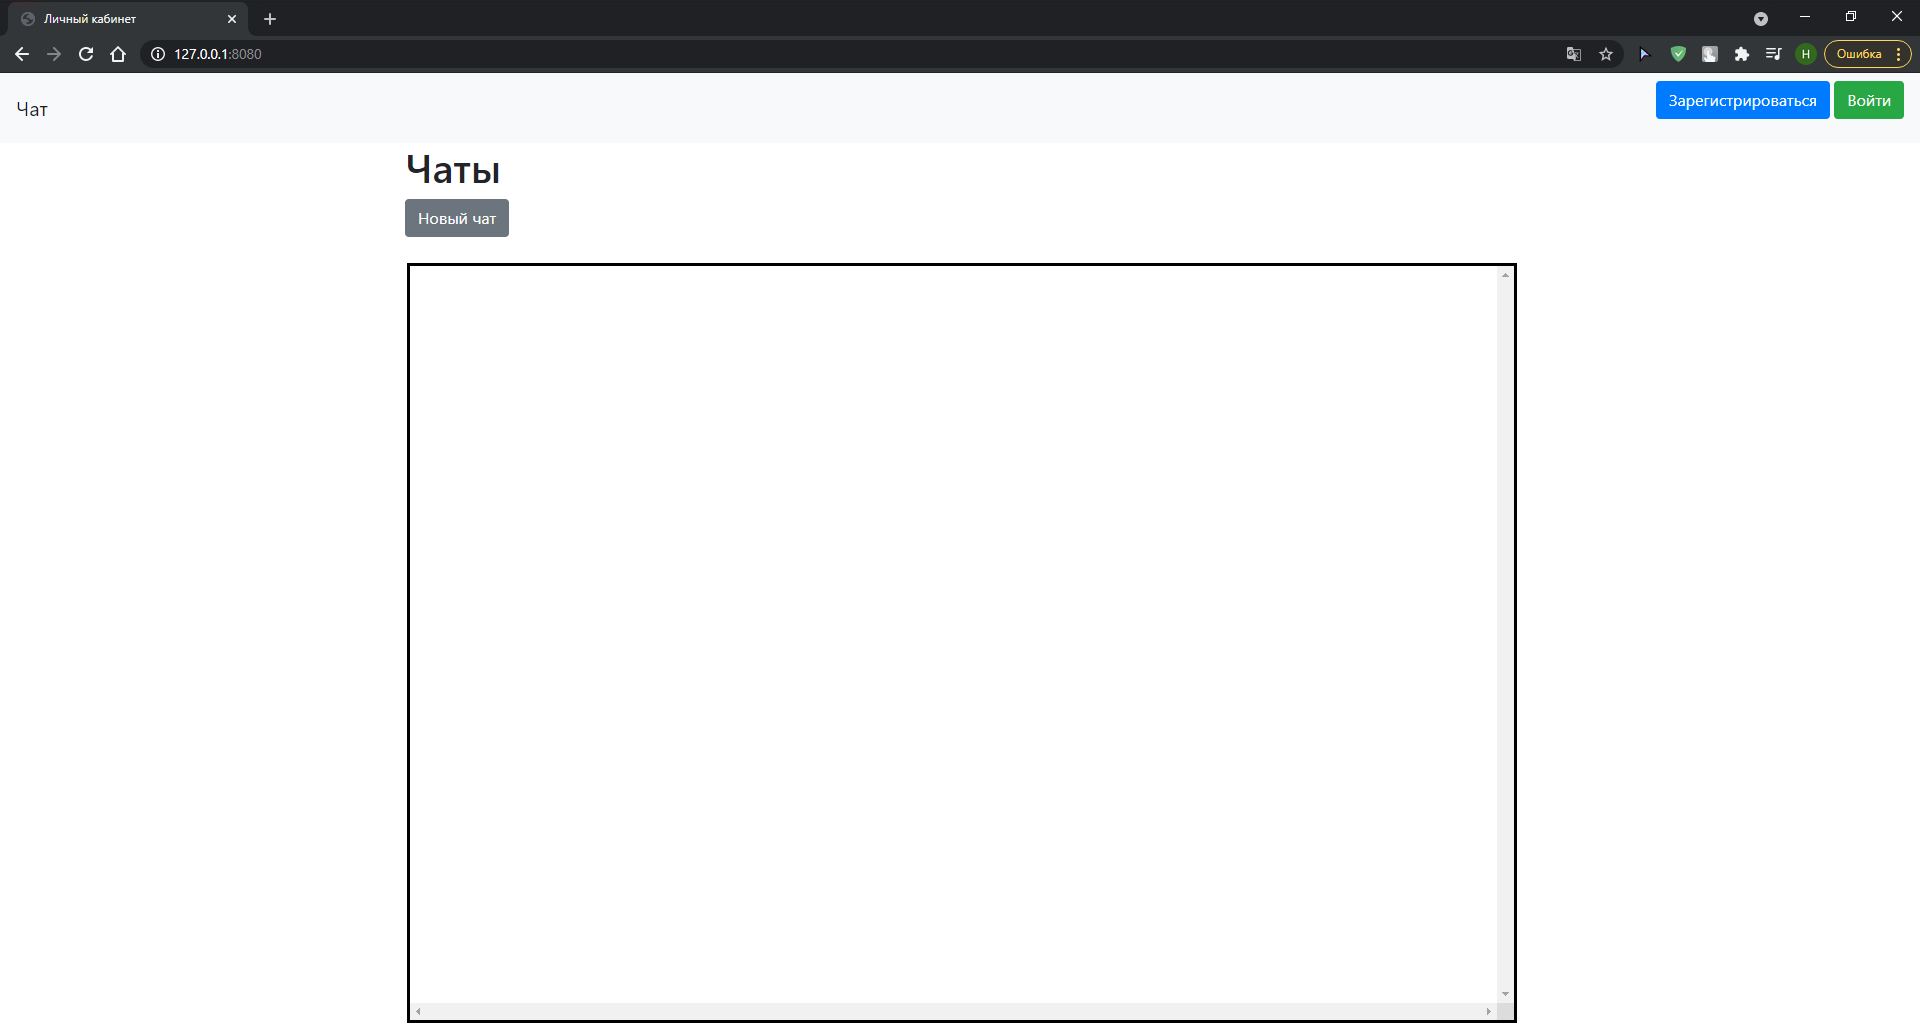 Личный кабинет
127.0.0.1:8080
H
Ошибка
Чат
Зарегистрироваться
Войти
Чаты
Новый чат